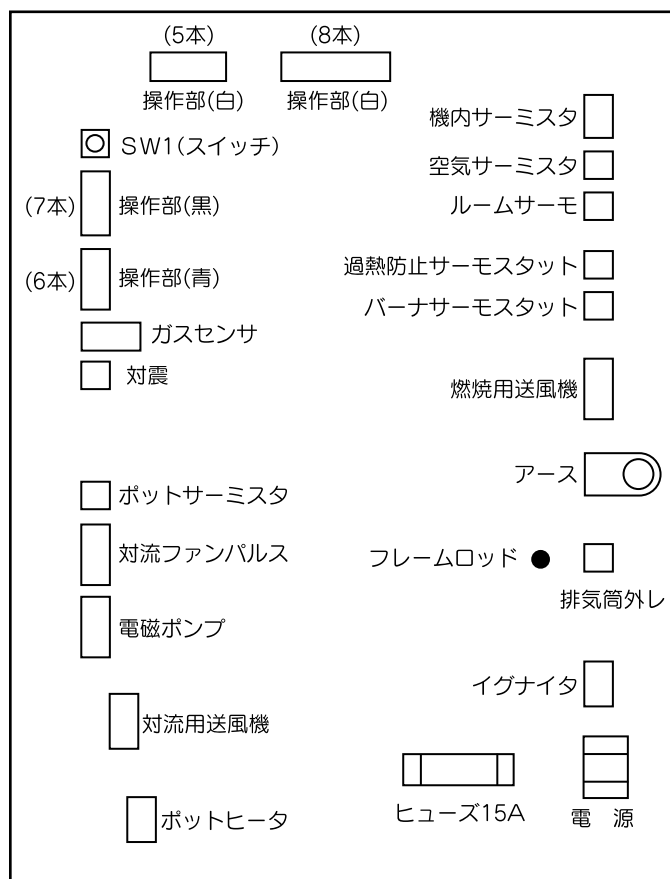 (5本)
(8本)
操作部(白)
操作部(白)
SW1(スイッチ)
(7本)
操作部(黒)
(6本)
操作部(青)
ガスセンサ
対震
ポットサーミスタ
対流ファンパルス
電磁ポンプ
対流用送風機
ポットヒータ
機内サーミスタ
空気サーミスタ
ルームサーモ
過熱防止サーモスタット
バーナサーモスタット
燃焼用送風機
アース
フレームロッド
排気筒外レ
イグナイタ
ヒューズ15A
電 源